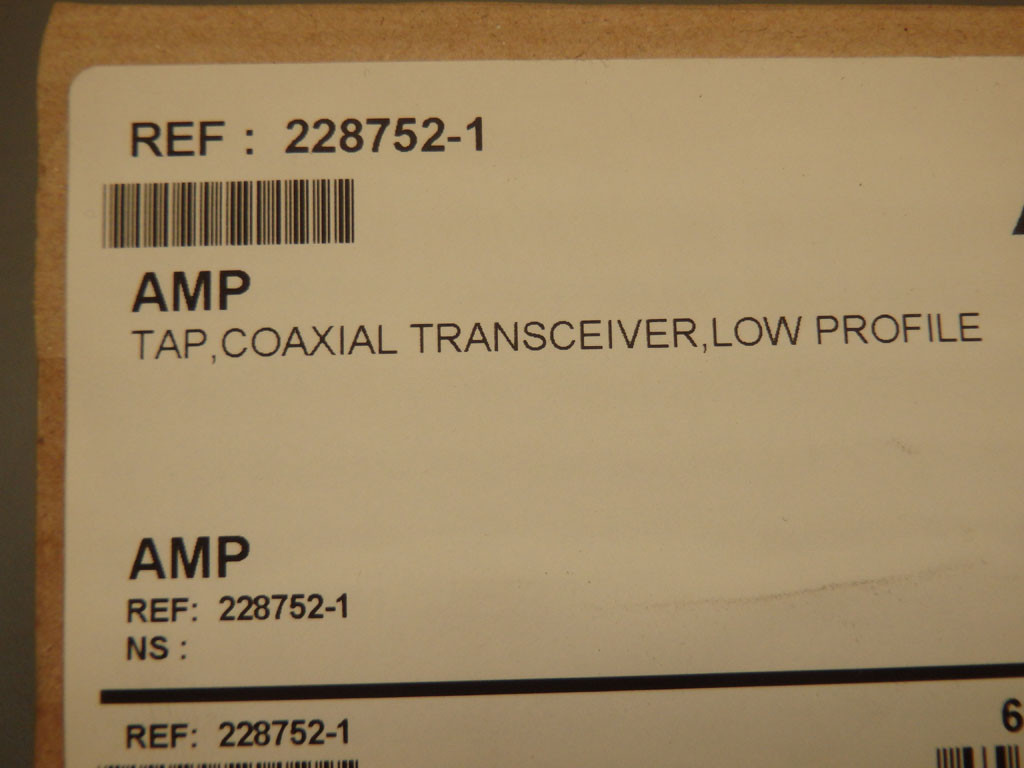 REF : 228752-1
AMP
TAP,COAXIAL TRANSCEIVER,LOW PROFILE
AMP
REF: 228752-1
NS :
REF: 228752-1
6